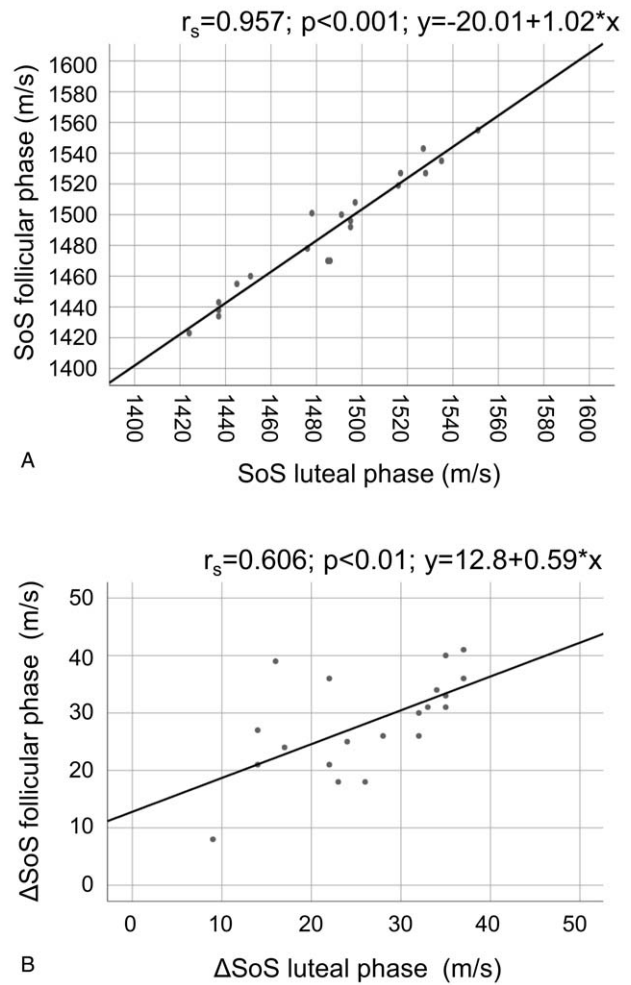 rs=0.957; p<0.001; y=-20.01+1.02*x
SoS follicular phase (m/s)
1600
1580
1560
1540
1520
1500
1480
1460
1440
1420
1400
1400 1420 1440 1460 1480 1500 1520 1540 1560 1580 1600
A
SoS luteal phase (m/s)
rs=0.606; p<0.01; y=12.8+0.59*x
ΔSoS follicular phase (m/s)
50
40
30
20
10
0
0 10 20 30 40 50
B
ΔSoS luteal phase (m/s)